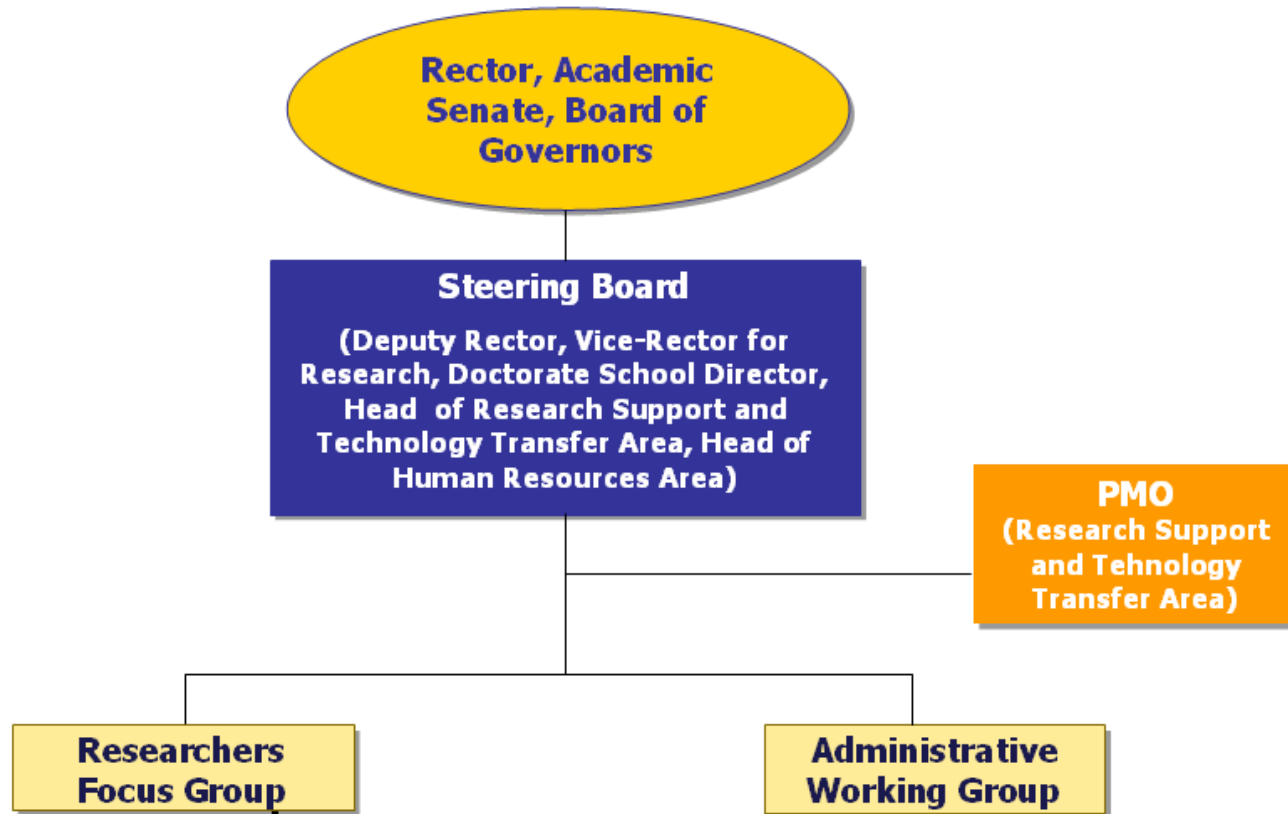 Rector, Academic
Senate, Board of
Governors
Steering Board
(Deputy Rector, Vice-Rector for
Research, Doctorate School Director,
Head of Research Support and
Technology Transfer Area, Head of
Human Resources Area)
PMO
(Research Support
and Tehnology
Transfer Area)
Researchers
Focus Group
Administrative
Working Group